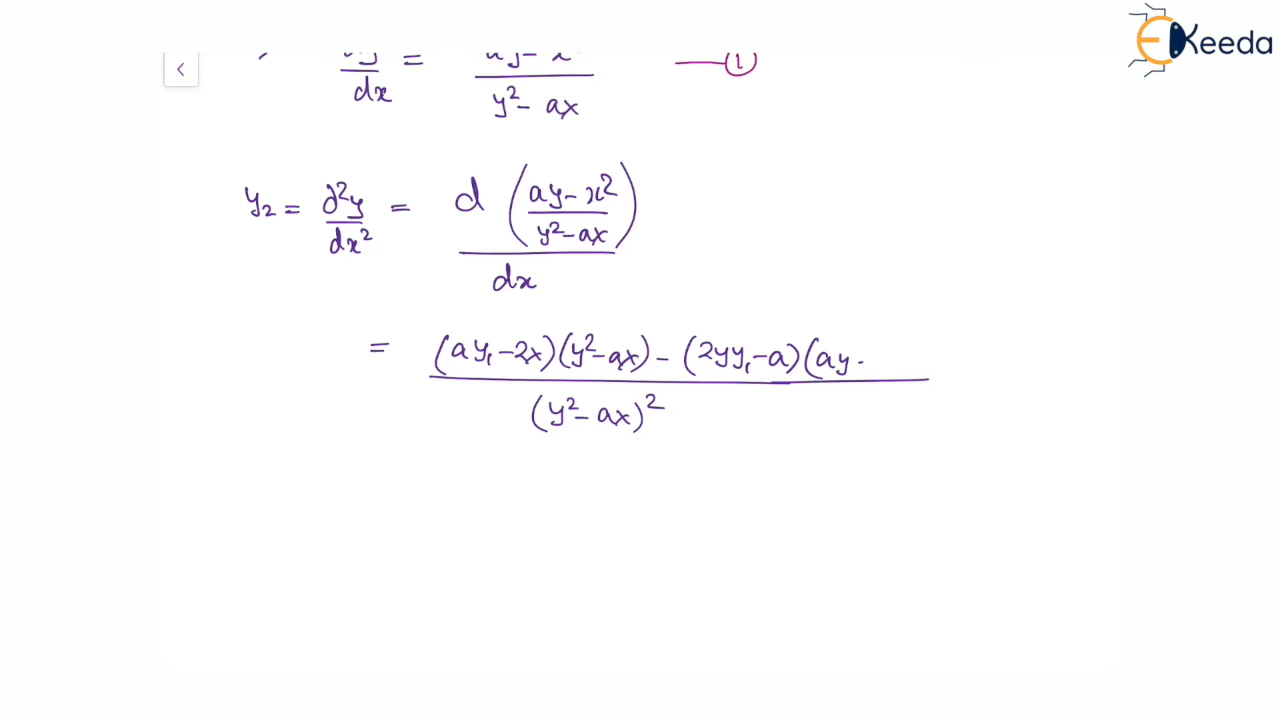 EKeeda
dy/dx = ay - x² / y² - ax —①
y₂ = d²y/dx² = d (ay - x² / y² - ax) / dx
= (ay₁ - 2x)(y² - ax) - (2yy₁ - a)(ay - / (y² - ax)²